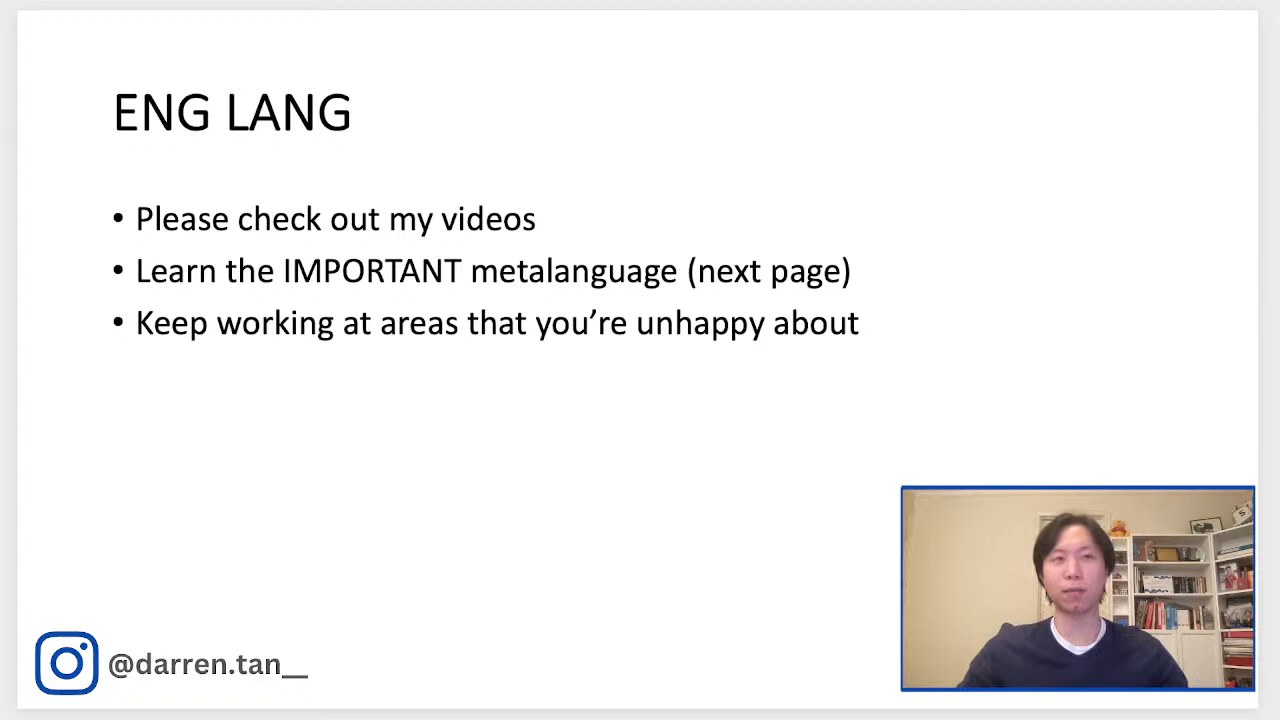 ENG LANG
• Please check out my videos
• Learn the IMPORTANT metalanguage (next page)
• Keep working at areas that you’re unhappy about
@darren.tan__